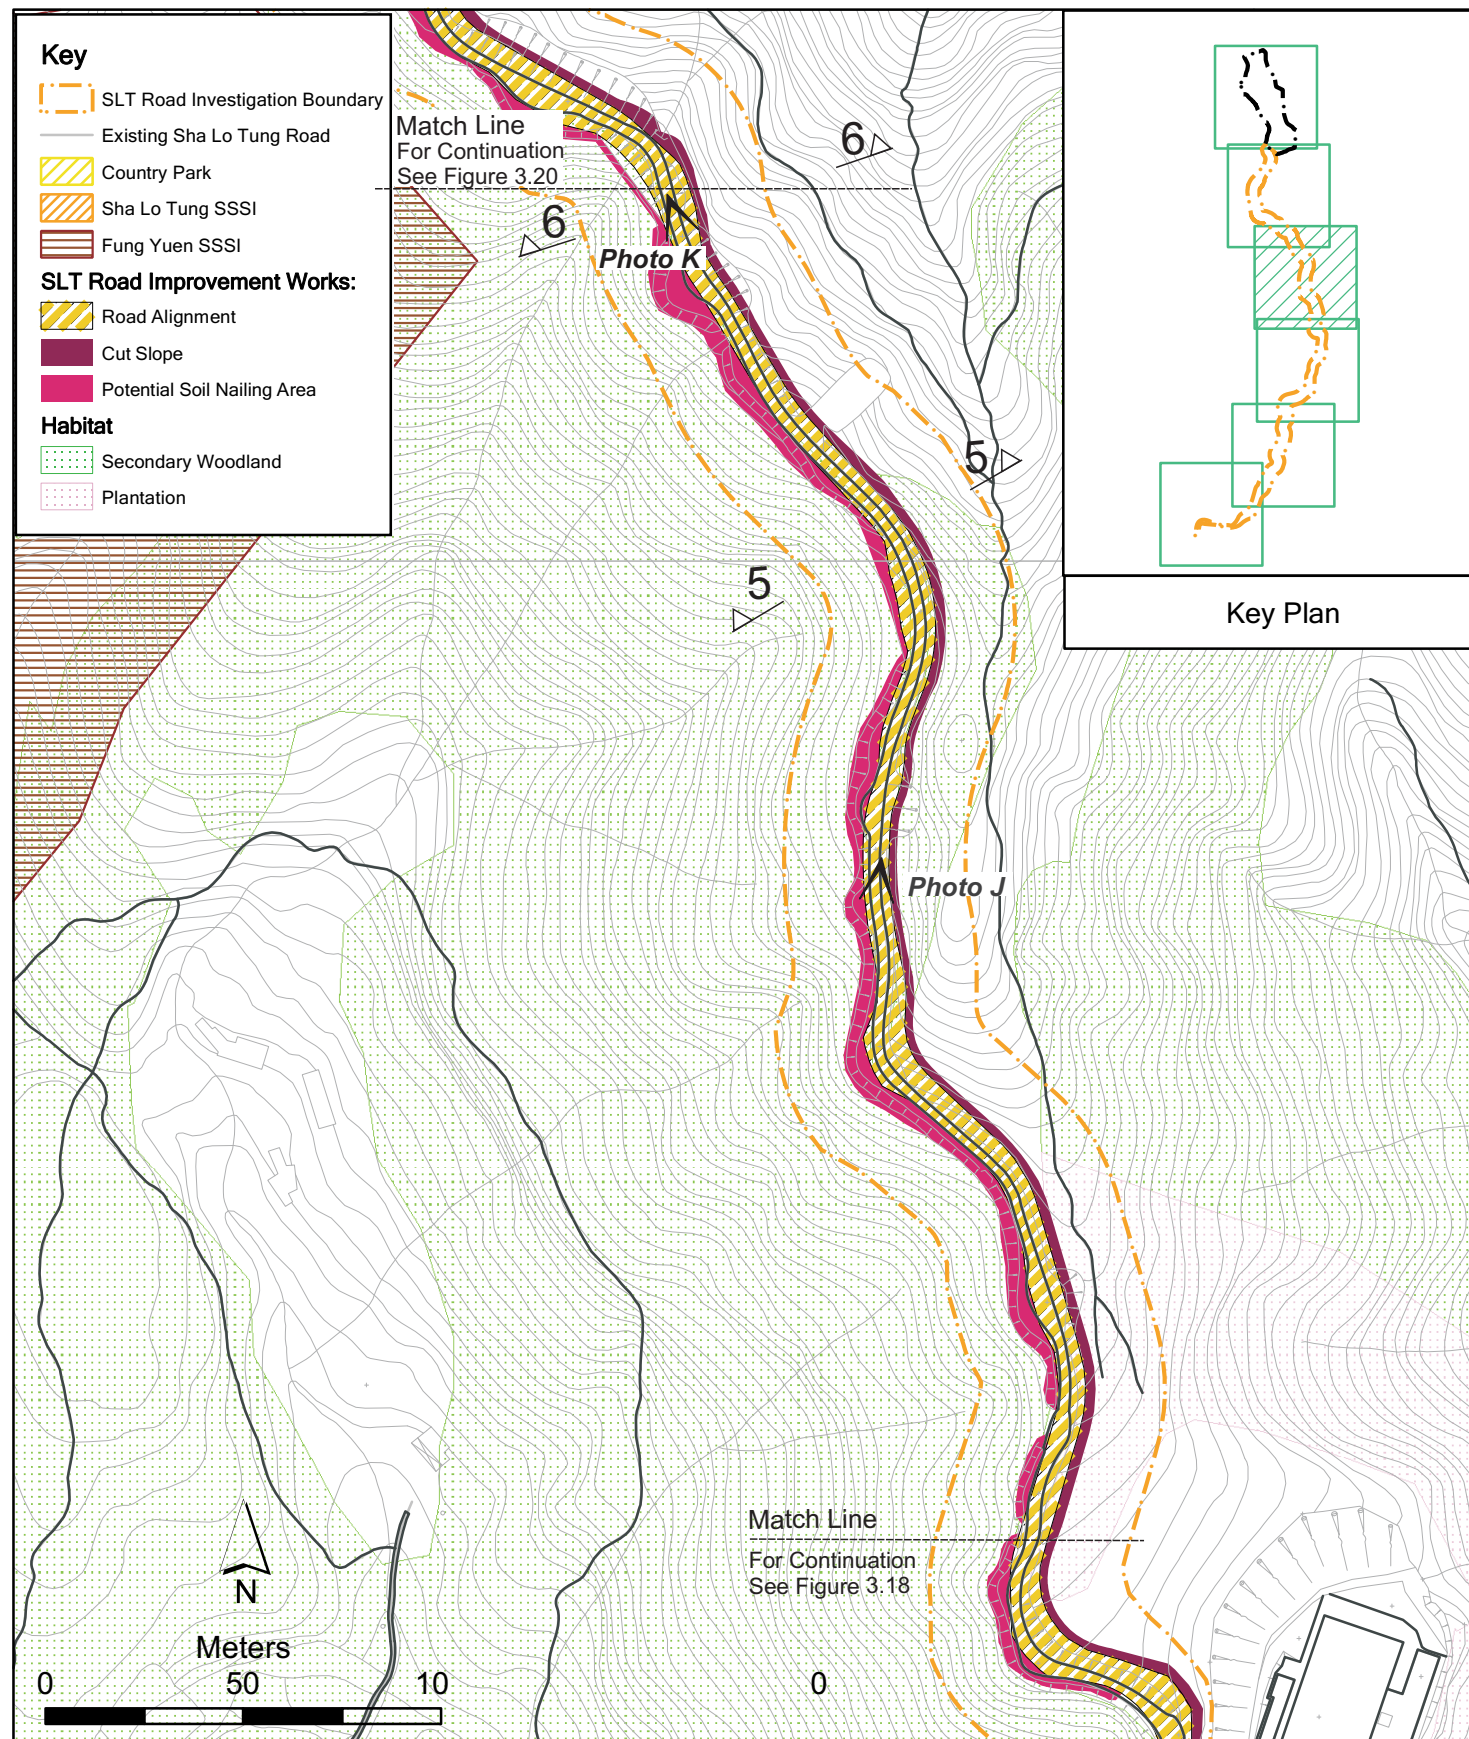 Key
SLT Road Investigation Boundary
Existing Sha Lo Tung Road
Country Park
Sha Lo Tung SSSI
Fung Yuen SSSI
SLT Road Improvement Works:
Road Alignment
Cut Slope
Potential Soil Nailing Area
Habitat
Secondary Woodland
Plantation
Match Line
For Continuation
See Figure 3.20
6
6
Photo K
5
5
Key Plan
Photo J
Match Line
For Continuation
See Figure 3.18
N
Meters
0 50 10 0